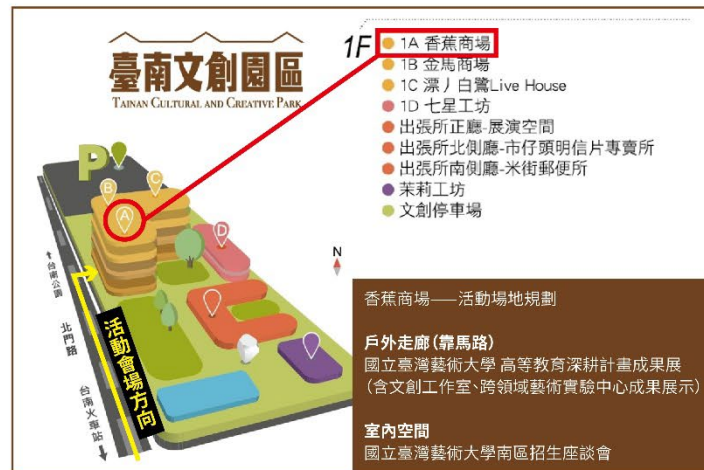 臺南文創園區
TAINAN CULTURAL AND CREATIVE PARK
1F
1A 香蕉商場
1B 金馬商場
1C 漂丿白鷺Live House
1D 七星工坊
出張所正廳-展演空間
出張所北側廳-市仔頭明信片專賣所
出張所南側廳-米街郵便所
茉莉工坊
文創停車場
P
B
C
A
D
N
↑台南公園
北門路
台南火車站↓
活動會場方向
香蕉商場——活動場地規劃
戶外走廊(靠馬路)
國立臺灣藝術大學 高等教育深耕計畫成果展
(含文創工作室、跨領域藝術實驗中心成果展示)
室內空間
國立臺灣藝術大學南區招生座談會